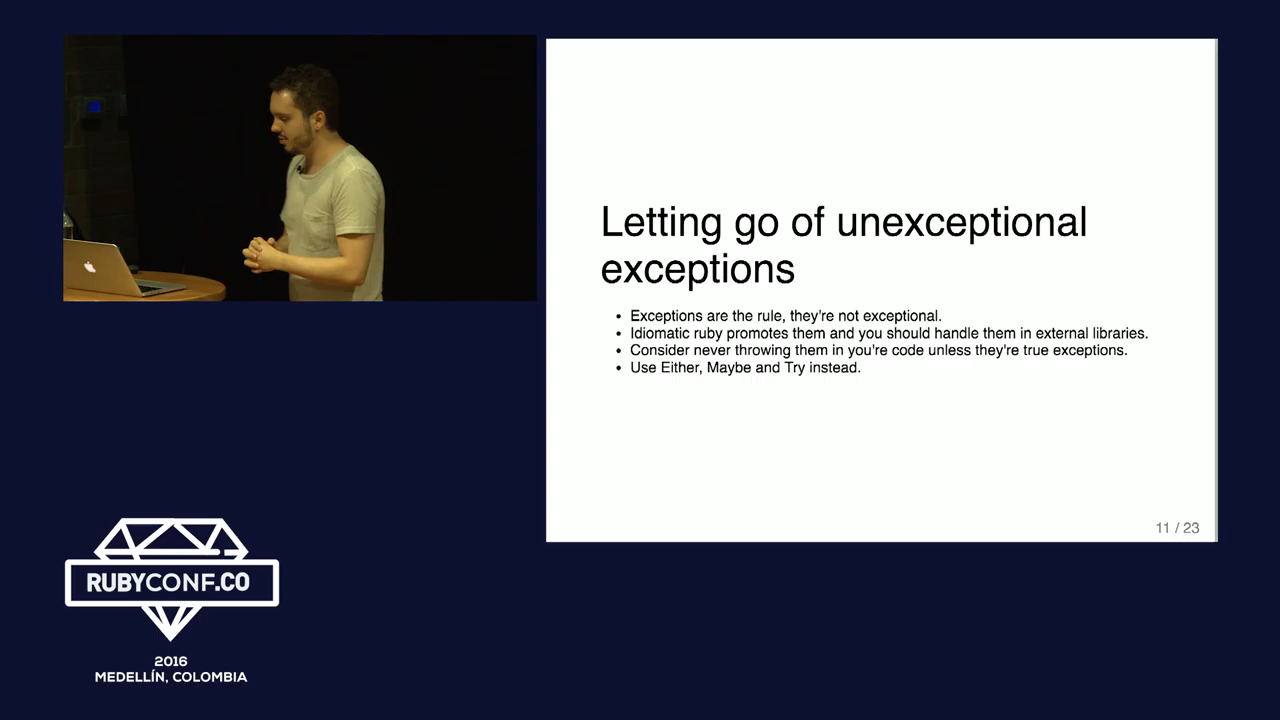 Letting go of unexceptional
exceptions
• Exceptions are the rule, they're not exceptional.
• Idiomatic ruby promotes them and you should handle them in external libraries.
• Consider never throwing them in you're code unless they're true exceptions.
• Use Either, Maybe and Try instead.
11 / 23
RUBYCONF.CO
2016
MEDELLÍN, COLOMBIA